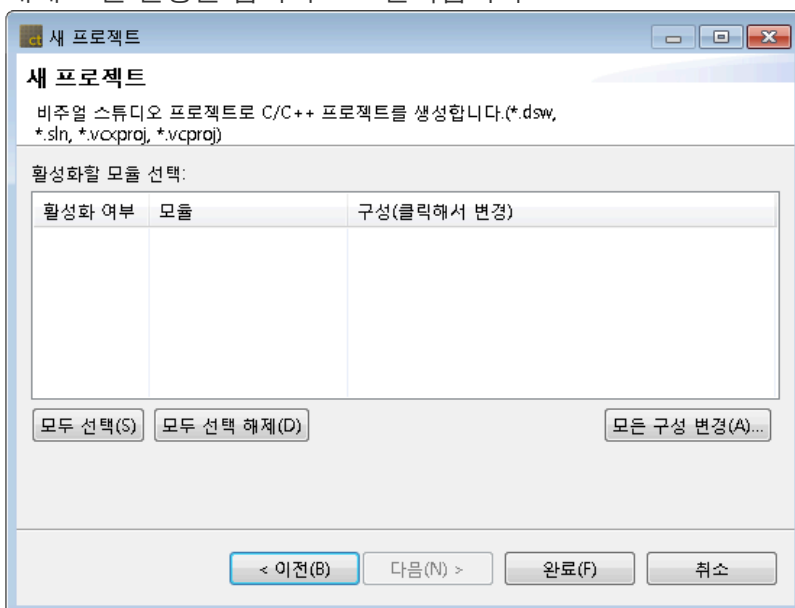 ct 새 프로젝트
새 프로젝트
비주얼 스튜디오 프로젝트로 C/C++ 프로젝트를 생성합니다.(*.dsw,
*.sln, *.vcxproj, *.vcproj)
활성화할 모듈 선택:
활성화 여부 모듈 구성(클릭해서 변경)
모두 선택(S) 모두 선택 해제(D) 모든 구성 변경(A)...
< 이전(B) 다음(N) > 완료(F) 취소